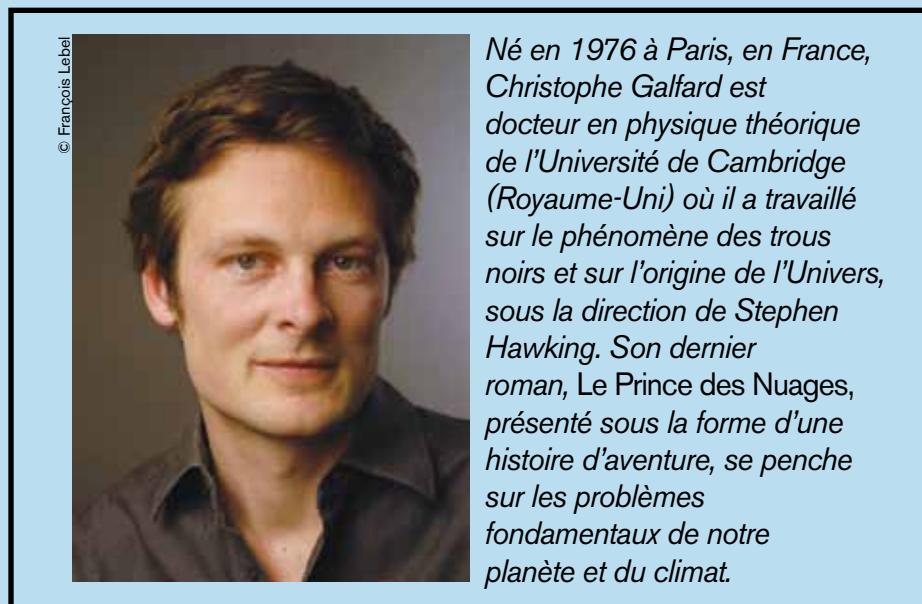 © François Lebel
Né en 1976 à Paris, en France,
Christophe Galfard est
docteur en physique théorique
de l’Université de Cambridge
(Royaume-Uni) où il a travaillé
sur le phénomène des trous
noirs et sur l’origine de l’Univers,
sous la direction de Stephen
Hawking. Son dernier
roman, Le Prince des Nuages,
présenté sous la forme d’une
histoire d’aventure, se penche
sur les problèmes
fondamentaux de notre
planète et du climat.